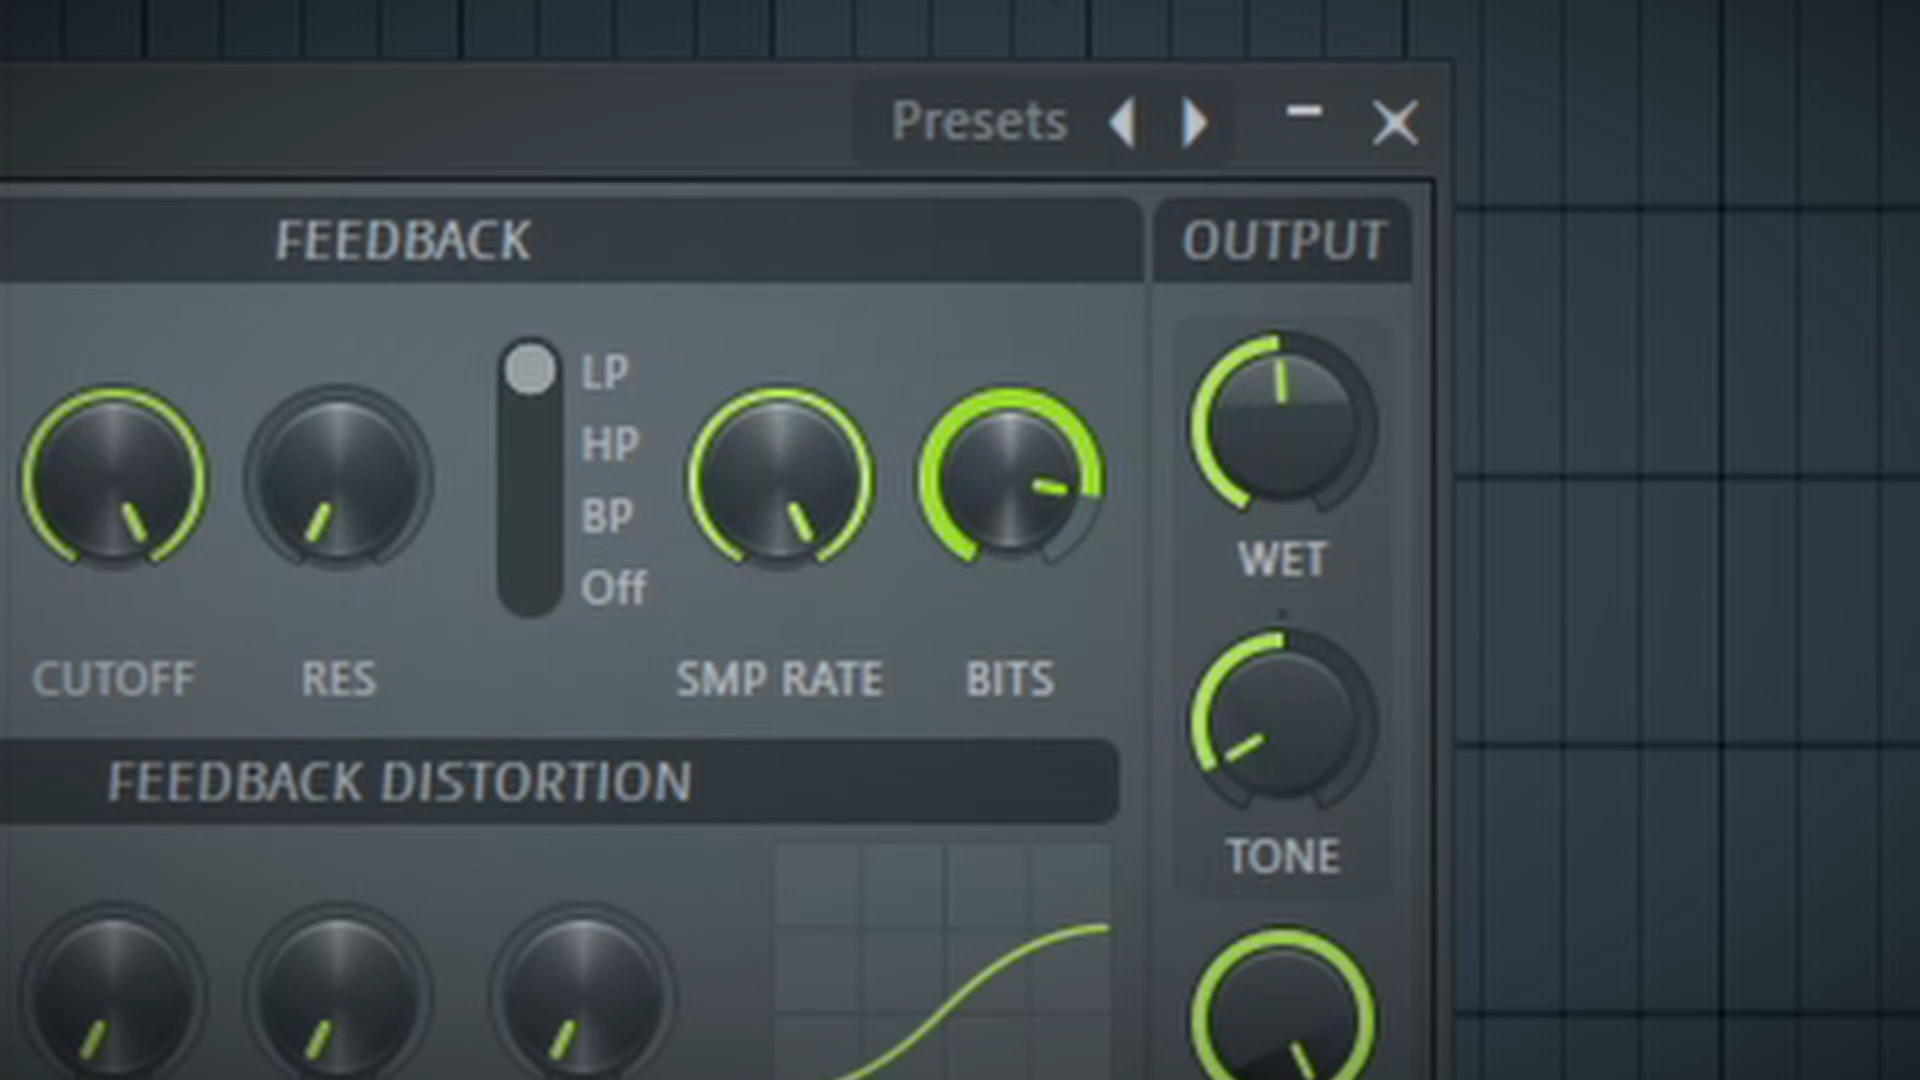 Presets
FEEDBACK
OUTPUT
LP
HP
BP
Off
WET
CUTOFF
RES
SMP RATE
BITS
FEEDBACK DISTORTION
TONE